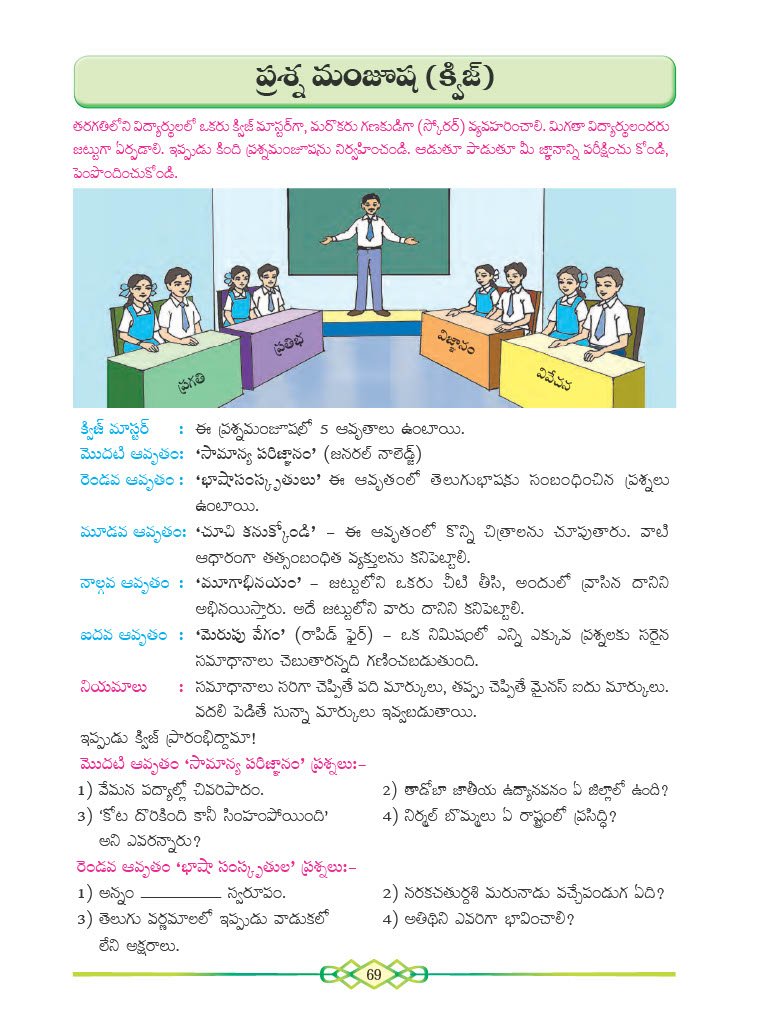 ప్రశ్న మంజూష (క్విజ్)
తరగతిలోని విద్యార్థులలో ఒకరు క్విజ్ మాస్టర్‌గా, మరొకరు గణకుడిగా (స్కోరర్) వ్యవహరించాలి. మిగతా విద్యార్థులందరు
జట్టుగా ఏర్పడాలి. ఇప్పుడు కింది ప్రశ్నమంజూషను నిర్వహించండి. ఆడుతూ పాడుతూ మీ జ్ఞానాన్ని పరీక్షించు కోండి,
పెంపొందించుకోండి.
ప్రగతి
ప్రతిభ
విజ్ఞానం
వివేచన
క్విజ్ మాస్టర్ : ఈ ప్రశ్నమంజూషలో 5 ఆవృతాలు ఉంటాయి.
మొదటి ఆవృతం: ‘సామాన్య పరిజ్ఞానం’ (జనరల్ నాలెడ్జ్)
రెండవ ఆవృతం : ‘భాషాసంస్కృతులు’ ఈ ఆవృతంలో తెలుగుభాషకు సంబంధించిన ప్రశ్నలు
ఉంటాయి.
మూడవ ఆవృతం: ‘చూచి కనుక్కోండి’ – ఈ ఆవృతంలో కొన్ని చిత్రాలను చూపుతారు. వాటి
ఆధారంగా తత్సంబంధిత వ్యక్తులను కనిపెట్టాలి.
నాల్గవ ఆవృతం : ‘మూగాభినయం’ – జట్టులోని ఒకరు చీటి తీసి, అందులో వ్రాసిన దానిని
అభినయిస్తారు. అదే జట్టులోని వారు దానిని కనిపెట్టాలి.
ఐదవ ఆవృతం : ‘మెరుపు వేగం’ (రాపిడ్ ఫైర్) – ఒక నిమిషంలో ఎన్ని ఎక్కువ ప్రశ్నలకు సరైన
సమాధానాలు చెబుతారన్నది గణించబడుతుంది.
నియమాలు : సమాధానాలు సరిగా చెప్పితే పది మార్కులు, తప్పు చెప్పితే మైనస్ ఐదు మార్కులు.
వదలి పెడితే సున్నా మార్కులు ఇవ్వబడుతాయి.
ఇప్పుడు క్విజ్ ప్రారంభిద్దామా!
మొదటి ఆవృతం ‘సామాన్య పరిజ్ఞానం’ ప్రశ్నలు:–
1) వేమన పద్యాల్లో చివరిపాదం. 2) తాడోబా జాతీయ ఉద్యానవనం ఏ జిల్లాలో ఉంది?
3) ‘కోట దొరికింది కానీ సింహంపోయింది’ 4) నిర్మల్ బొమ్మలు ఏ రాష్ట్రంలో ప్రసిద్ధి?
అని ఎవరన్నారు?
రెండవ ఆవృతం ‘భాషా సంస్కృతుల’ ప్రశ్నలు:–
1) అన్నం _________ స్వరూపం. 2) నరకచతుర్దశి మరునాడు వచ్చేపండుగ ఏది?
3) తెలుగు వర్ణమాలలో ఇప్పుడు వాడుకలో 4) అతిథిని ఎవరిగా భావించాలి?
లేని అక్షరాలు.
69